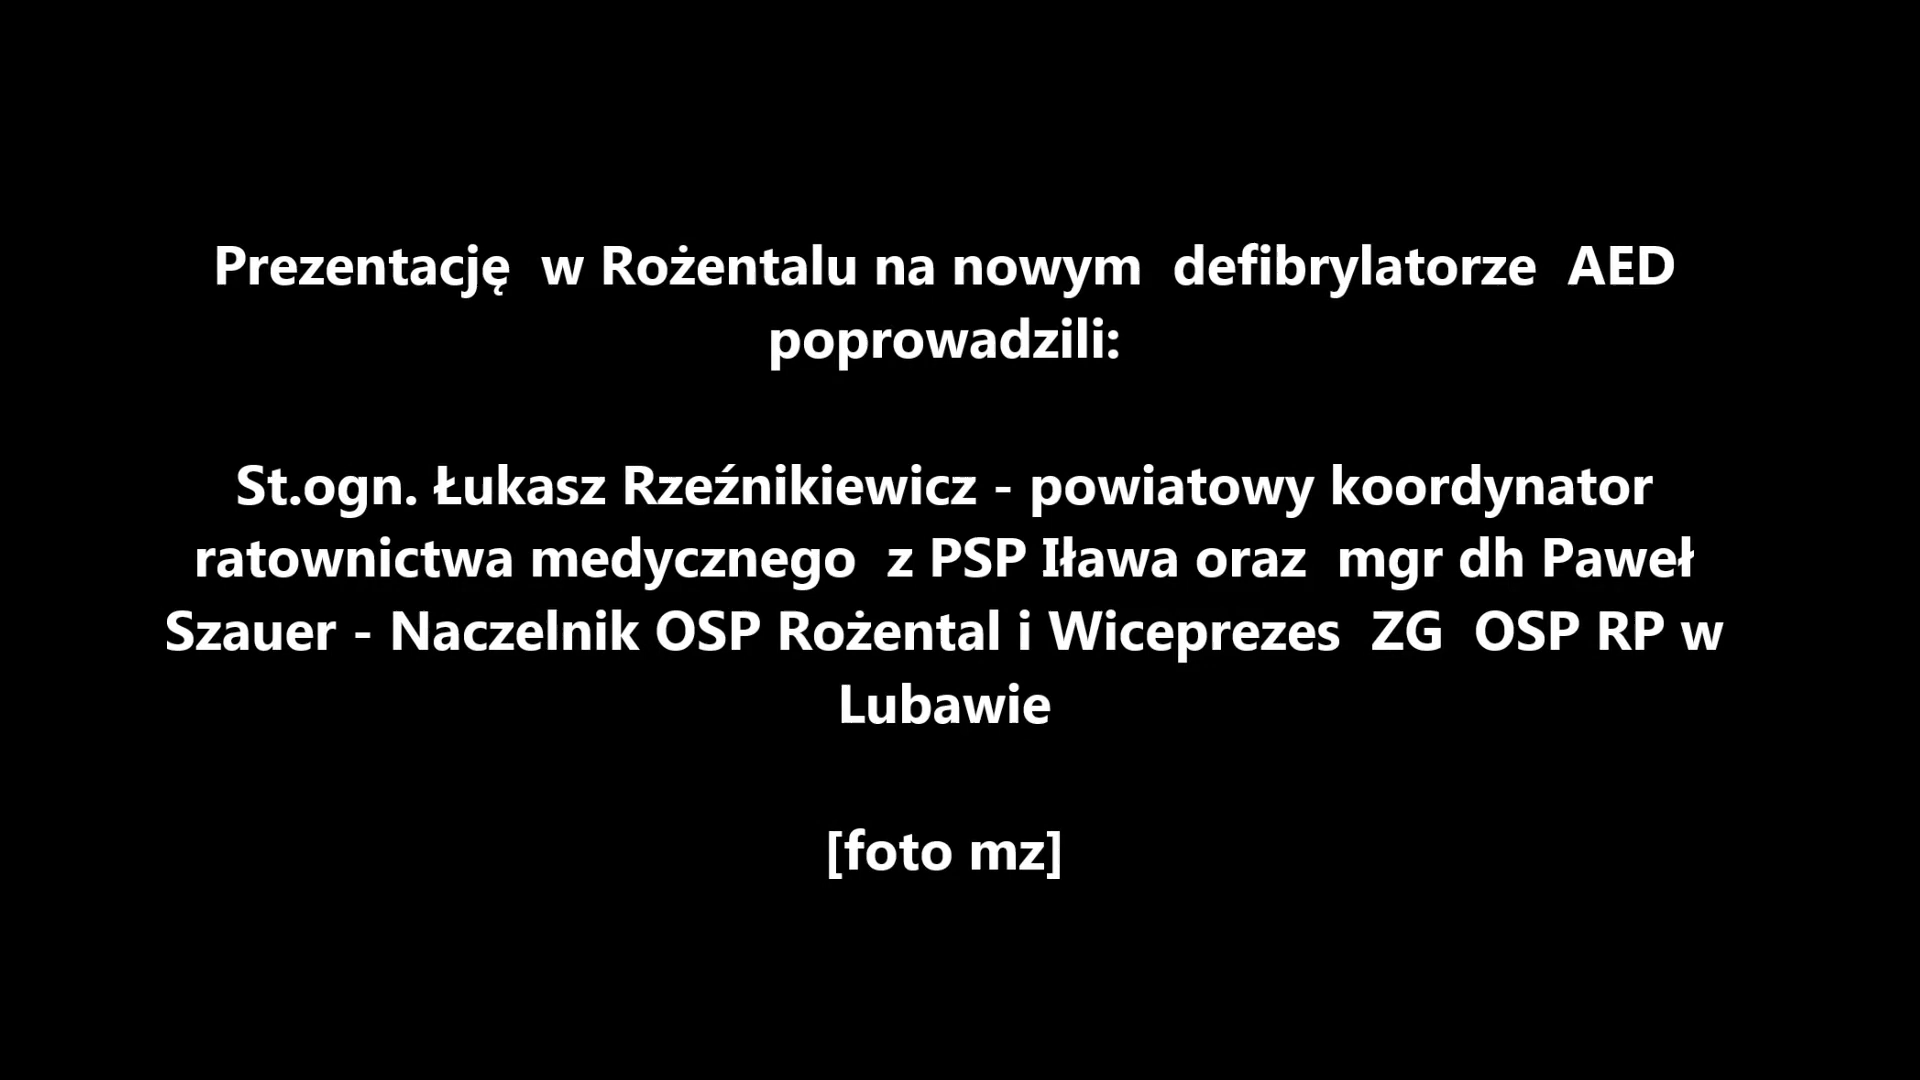 Prezentację  w Rożentalu na nowym  defibrylatorze  AED
poprowadzili:
St.ogn. Łukasz Rzeźnikiewicz - powiatowy koordynator
ratownictwa medycznego  z PSP Iława oraz  mgr dh Paweł
Szauer - Naczelnik OSP Rożental i Wiceprezes  ZG  OSP RP w
Lubawie
[foto mz]